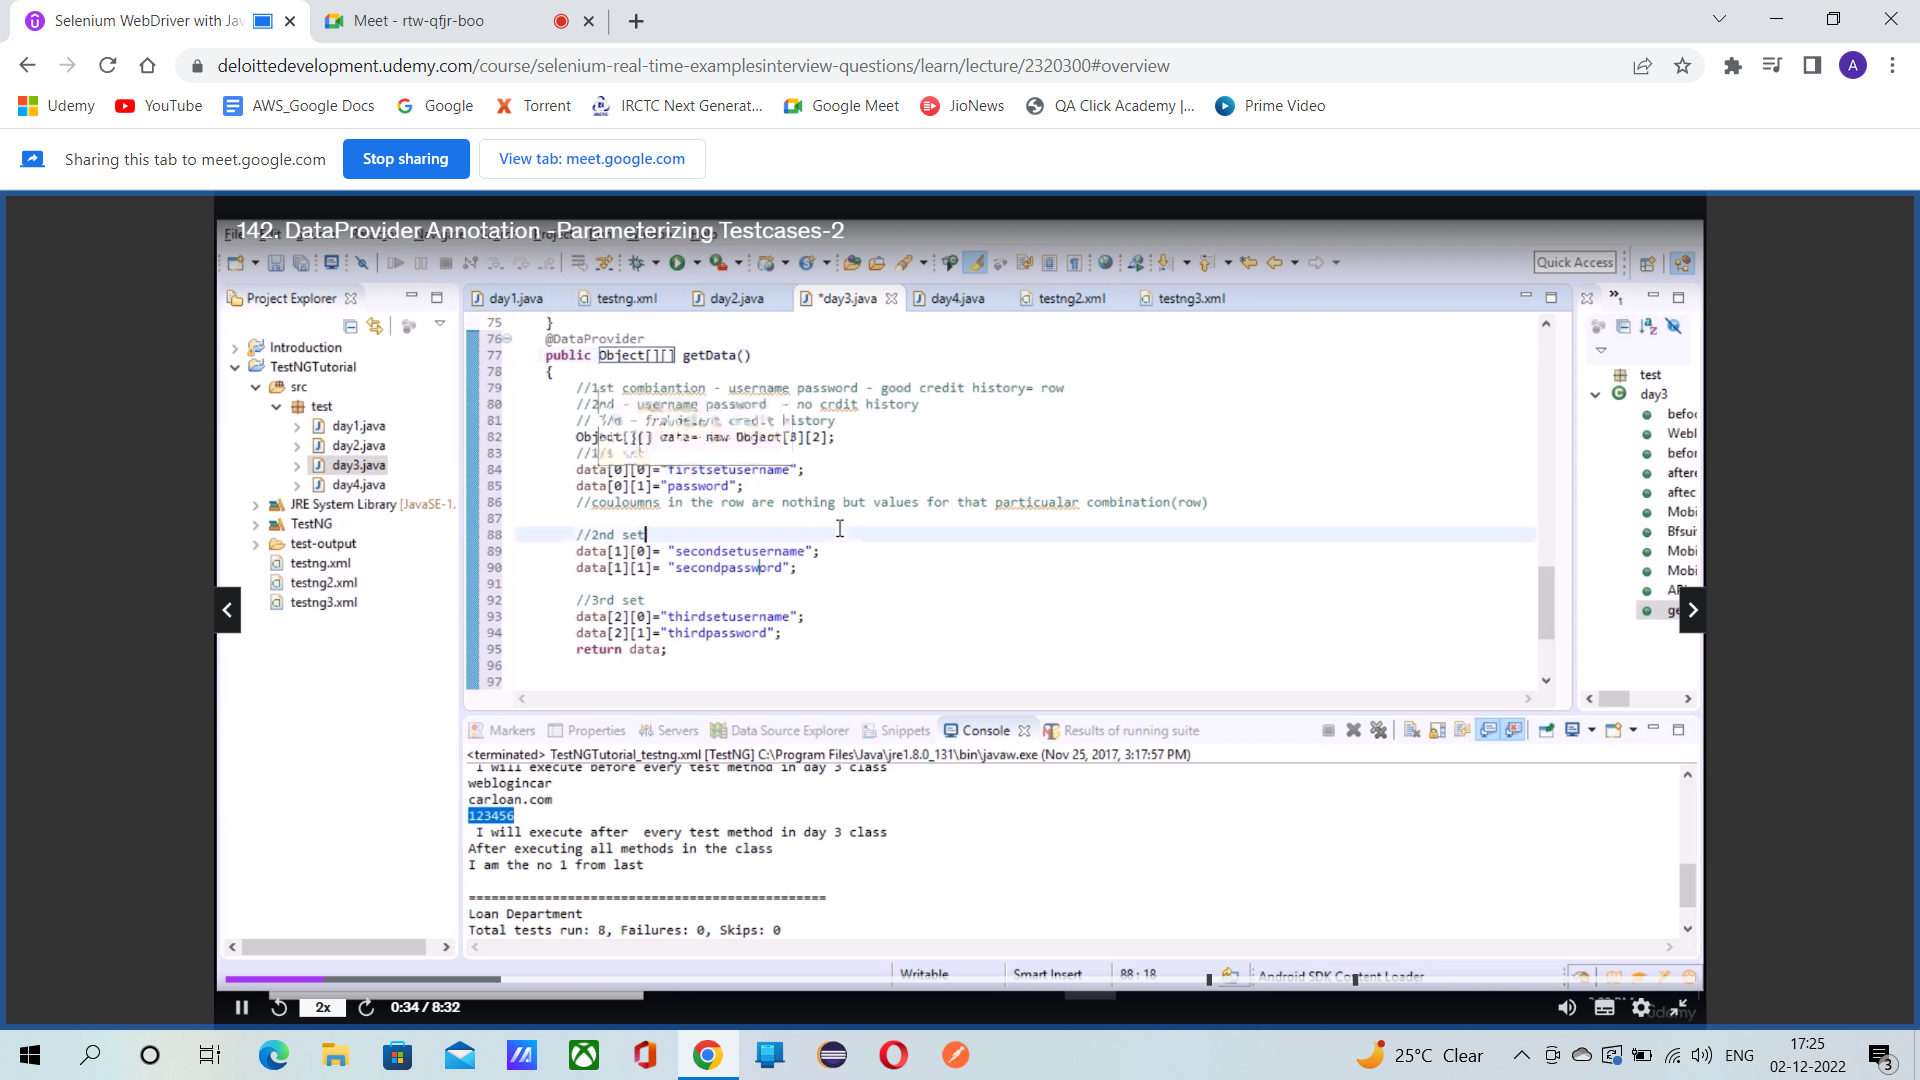 Selenium WebDriver with Jav
Meet - rtw-qfjr-boo
deloittedevelopment.udemy.com/course/selenium-real-time-examplesinterview-questions/learn/lecture/2320300#overview
A
Udemy
YouTube
AWS_Google Docs
Google
Torrent
IRCTC Next Generat...
Google Meet
JioNews
QA Click Academy |...
Prime Video
Sharing this tab to meet.google.com
Stop sharing
View tab: meet.google.com
142. DataProvider Annotation -Parameterizing Testcases-2
Quick Access
Project Explorer
day1.java
testng.xml
day2.java
*day3.java
day4.java
testng2.xml
testng3.xml
Introduction
TestNGTutorial
src
test
day1.java
day2.java
day3.java
day4.java
JRE System Library [JavaSE-1.
TestNG
test-output
testng.xml
testng2.xml
testng3.xml
75 }
76 @DataProvider
77 public Object[][] getData()
78 {
79 //1st combiantion - username password - good credit history= row
80 //2nd - username password - no crdit history
81 // history
82 Object[][] data= new Object[3][2];
83
84 data[0][0]="firstsetusername";
85 data[0][1]="password";
86 //couloumns in the row are nothing but values for that particualar combination(row)
87
88 //2nd set
89 data[1][0]= "secondsetusername";
90 data[1][1]= "secondpassword";
91
92 //3rd set
93 data[2][0]="thirdsetusername";
94 data[2][1]="thirdpassword";
95 return data;
96
97
test
day3
befo
Webl
befor
aftere
aftec
Mobi
Bfsui
Mobi
Mobi
ge
Markers
Properties
Servers
Data Source Explorer
Snippets
Console
Results of running suite
<terminated> TestNGTutorial_testng.xml [TestNG] C:\Program Files\Java\jre1.8.0_131\bin\javaw.exe (Nov 25, 2017, 3:17:57 PM)
I will execute before every test method in day 3 class
weblogincar
carloan.com
123456
I will execute after  every test method in day 3 class
After executing all methods in the class
I am the no 1 from last
===============================================
Loan Department
Total tests run: 8, Failures: 0, Skips: 0
Writable
Smart Insert
88 : 18
Android SDK Content Loader
2x
0:34 / 8:32
udemy
25°C Clear
ENG
17:25
02-12-2022
3